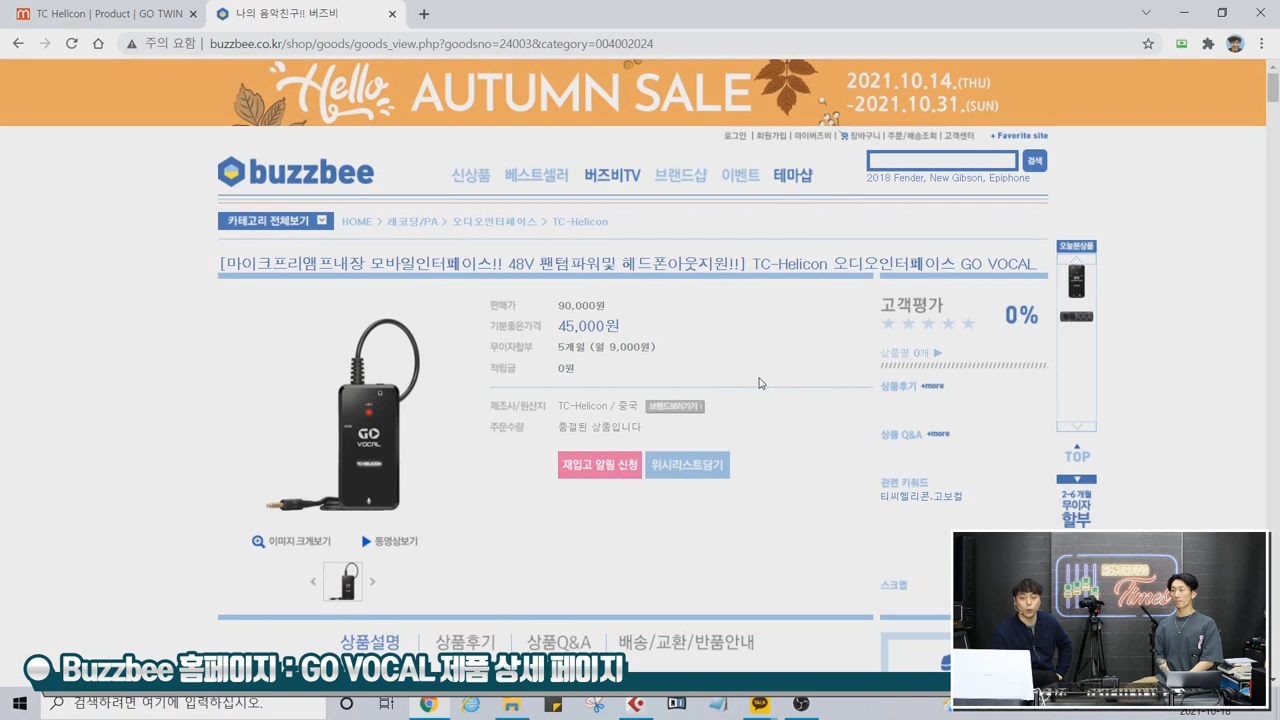 TC Helicon | Product | GO TWIN
나의 음악친구!! 버즈비
주의 요함 | buzzbee.co.kr/shop/goods/goods_view.php?goodsno=24003&category=004002024
Hello AUTUMN SALE
2021.10.14.(THU)
~2021.10.31.(SUN)
로그인 | 회원가입 | 마이버즈비 | 장바구니 | 주문/배송조회 | 고객센터 + Favorite site
buzzbee
신상품 베스트셀러 버즈비TV 브랜드샵 이벤트 테마샵
검색
2018 Fender, New Gibson, Epiphone
카테고리 전체보기
HOME > 레코딩/PA > 오디오인터페이스 > TC-Helicon
오늘본상품
[마이크프리앰프내장 모바일인터페이스!! 48V 팬텀파워및 헤드폰아웃지원!!] TC-Helicon 오디오인터페이스 GO VOCAL
판매가 90,000원
기분좋은가격 45,000원
무이자할부 5개월 (월 9,000원)
적립금 0원
제조사/원산지 TC-Helicon / 중국 브랜드보러가기
주문수량 품절된 상품입니다
재입고 알림 신청 위시리스트담기
고객평가 0%
상품평 0개
상품후기 +more
상품 Q&A +more
관련 키워드
티씨헬리콘,고보컬
스크랩
TOP
2~6 개월
무이자
할부
GO
VOCAL
TC·HELICON
이미지 크게보기 동영상보기
상품설명 | 상품후기 | 상품Q&A | 배송/교환/반품안내
Times
Buzzbee 홈페이지 : GO VOCAL 제품 상세 페이지
검색하려면 여기에 입력하십시오.
TALK
2021-10-18